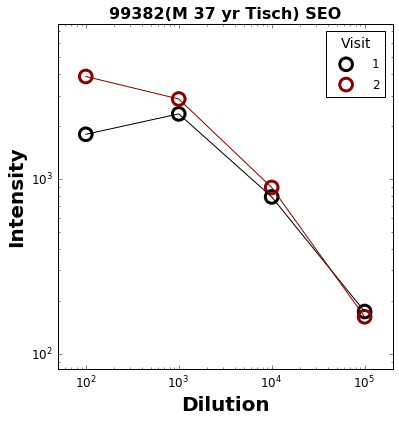 99382(M 37 yr Tisch) SEO
Visit
1
2
Intensity
10³
10²
10² 10³ 10⁴ 10⁵
Dilution